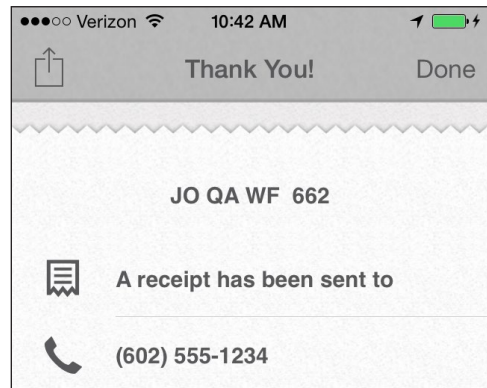 Verizon 10:42 AM
Thank You! Done
JO QA WF 662
A receipt has been sent to
(602) 555-1234